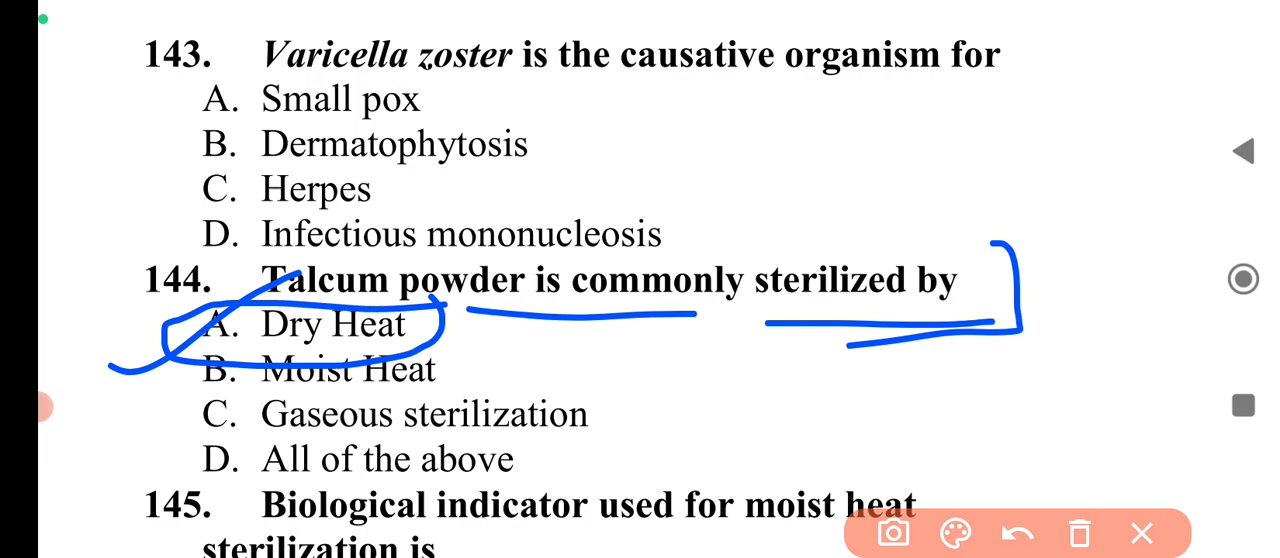 143. Varicella zoster is the causative organism for
A. Small pox
B. Dermatophytosis
C. Herpes
D. Infectious mononucleosis
144. Talcum powder is commonly sterilized by
A. Dry Heat
B. Moist Heat
C. Gaseous sterilization
D. All of the above
145. Biological indicator used for moist heat
sterilization is